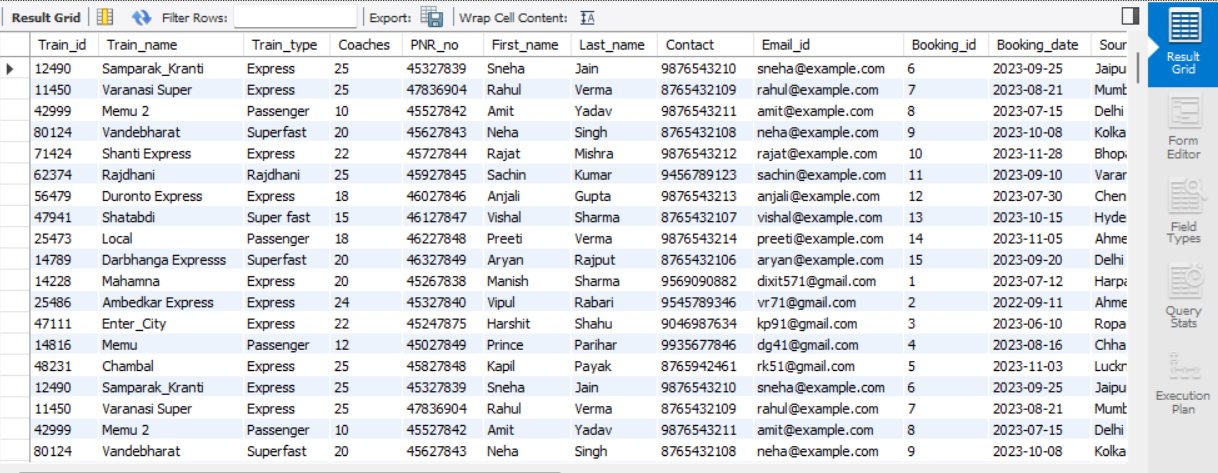 Result Grid Filter Rows: Export: Wrap Cell Content:
Train_id Train_name Train_type Coaches PNR_no First_name Last_name Contact Email_id Booking_id Booking_date Sour
12490 Samparak_Kranti Express 25 45327839 Sneha Jain 9876543210 sneha@example.com 6 2023-09-25 Jaipu
11450 Varanasi Super Express 25 47836904 Rahul Verma 8765432109 rahul@example.com 7 2023-08-21 Mumb
42999 Memu 2 Passenger 10 45527842 Amit Yadav 9876543211 amit@example.com 8 2023-07-15 Delhi
80124 Vandebharat Superfast 20 45627843 Neha Singh 8765432108 neha@example.com 9 2023-10-08 Kolka
71424 Shanti Express Express 22 45727844 Rajat Mishra 9876543212 rajat@example.com 10 2023-11-28 Bhopa
62374 Rajdhani Rajdhani 25 45927845 Sachin Kumar 9456789123 sachin@example.com 11 2023-09-10 Varar
56479 Duronto Express Express 18 46027846 Anjali Gupta 9876543213 anjali@example.com 12 2023-07-30 Chen
47941 Shatabdi Super fast 15 46127847 Vishal Sharma 8765432107 vishal@example.com 13 2023-10-15 Hyde
25473 Local Passenger 18 46227848 Preeti Verma 9876543214 preeti@example.com 14 2023-11-05 Ahme
14789 Darbhanga Expresss Superfast 20 46327849 Aryan Rajput 8765432106 aryan@example.com 15 2023-09-20 Delhi
14228 Mahamna Express 20 45267838 Manish Sharma 9569090882 dixit571@gmail.com 1 2023-07-12 Harpa
25486 Ambedkar Express Express 24 45327840 Vipul Rabari 9545789346 vr71@gmail.com 2 2022-09-11 Ahme
47111 Enter_City Express 22 45247875 Harshit Shahu 9046987634 kp91@gmail.com 3 2023-06-10 Ropa
14816 Memu Passenger 12 45027849 Prince Parihar 9935677846 dg41@gmail.com 4 2023-08-16 Chha
48231 Chambal Express 25 45827848 Kapil Payak 8765942461 rk51@gmail.com 5 2023-11-03 Luckn
12490 Samparak_Kranti Express 25 45327839 Sneha Jain 9876543210 sneha@example.com 6 2023-09-25 Jaipu
11450 Varanasi Super Express 25 47836904 Rahul Verma 8765432109 rahul@example.com 7 2023-08-21 Mumb
42999 Memu 2 Passenger 10 45527842 Amit Yadav 9876543211 amit@example.com 8 2023-07-15 Delhi
80124 Vandebharat Superfast 20 45627843 Neha Singh 8765432108 neha@example.com 9 2023-10-08 Kolka
Result
Grid
Form
Editor
Field
Types
Query
Stats
Execution
Plan